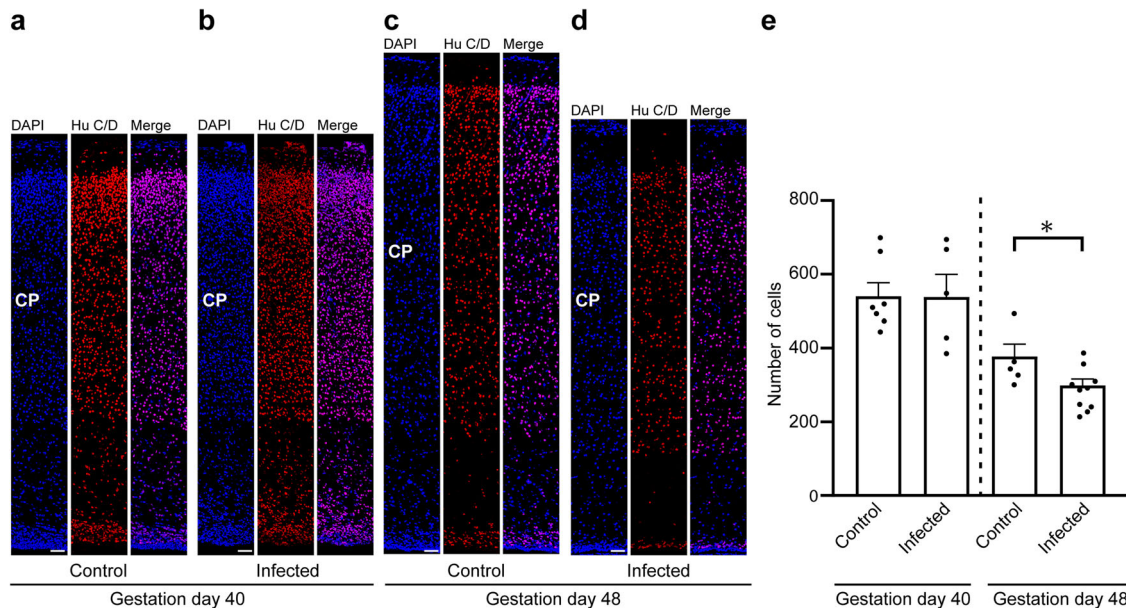 a b c d e
DAPI Hu C/D Merge
DAPI Hu C/D Merge
DAPI Hu C/D Merge
DAPI Hu C/D Merge
CP
CP
CP
CP
Control
Infected
Control
Infected
Gestation day 40
Gestation day 48
Number of cells
800
600
400
200
0
*
Control
Infected
Control
Infected
Gestation day 40
Gestation day 48